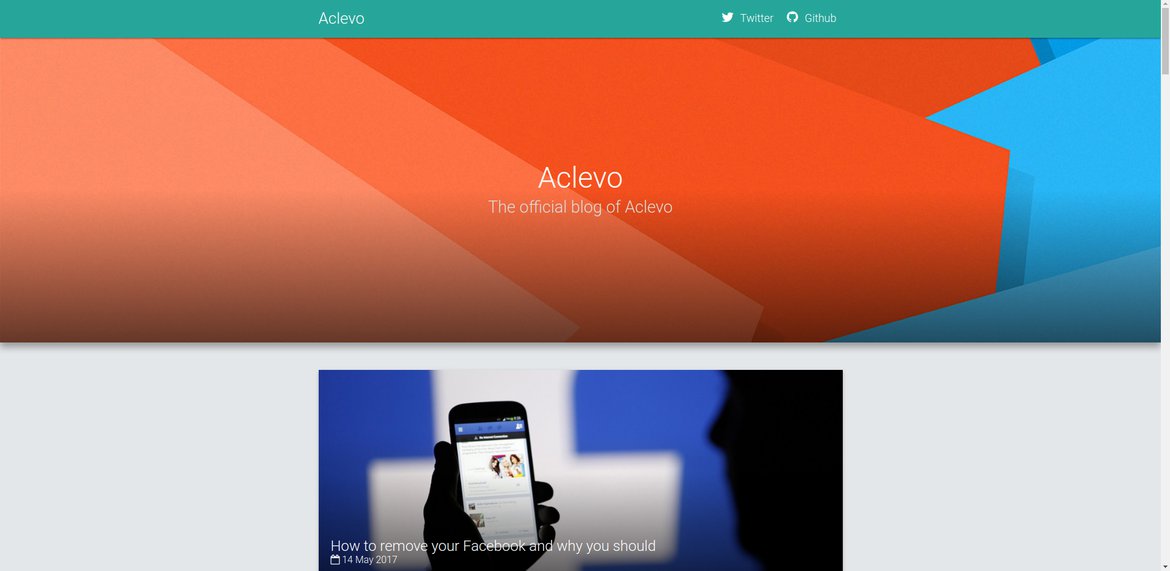 Aclevo
Twitter
Github
Aclevo
The official blog of Aclevo
How to remove your Facebook and why you should
14 May 2017